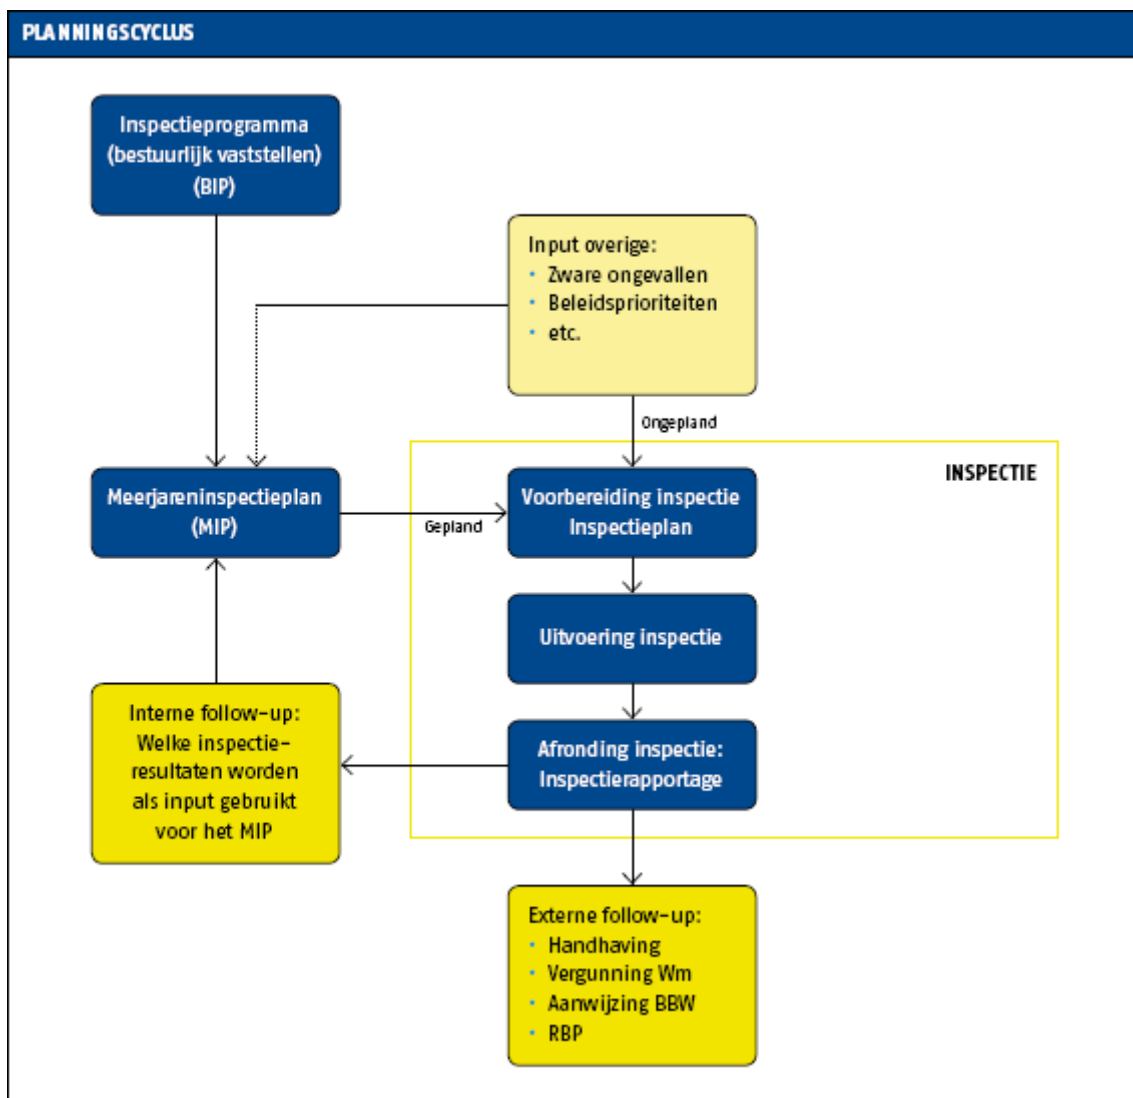 PLANNINGSCYCLUS
Inspectieprogramma
(bestuurlijk vaststellen)
(BIP)
Input overige:
• Zware ongevallen
• Beleidsprioriteiten
• etc.
Ongepland
INSPECTIE
Meerjareninspectieplan
(MIP)
Gepland
Voorbereiding inspectie
Inspectieplan
Uitvoering inspectie
Interne follow-up:
Welke inspectie-
resultaten worden
als input gebruikt
voor het MIP
Afronding inspectie:
Inspectierapportage
Externe follow-up:
• Handhaving
• Vergunning Wm
• Aanwijzing BBW
• RBP